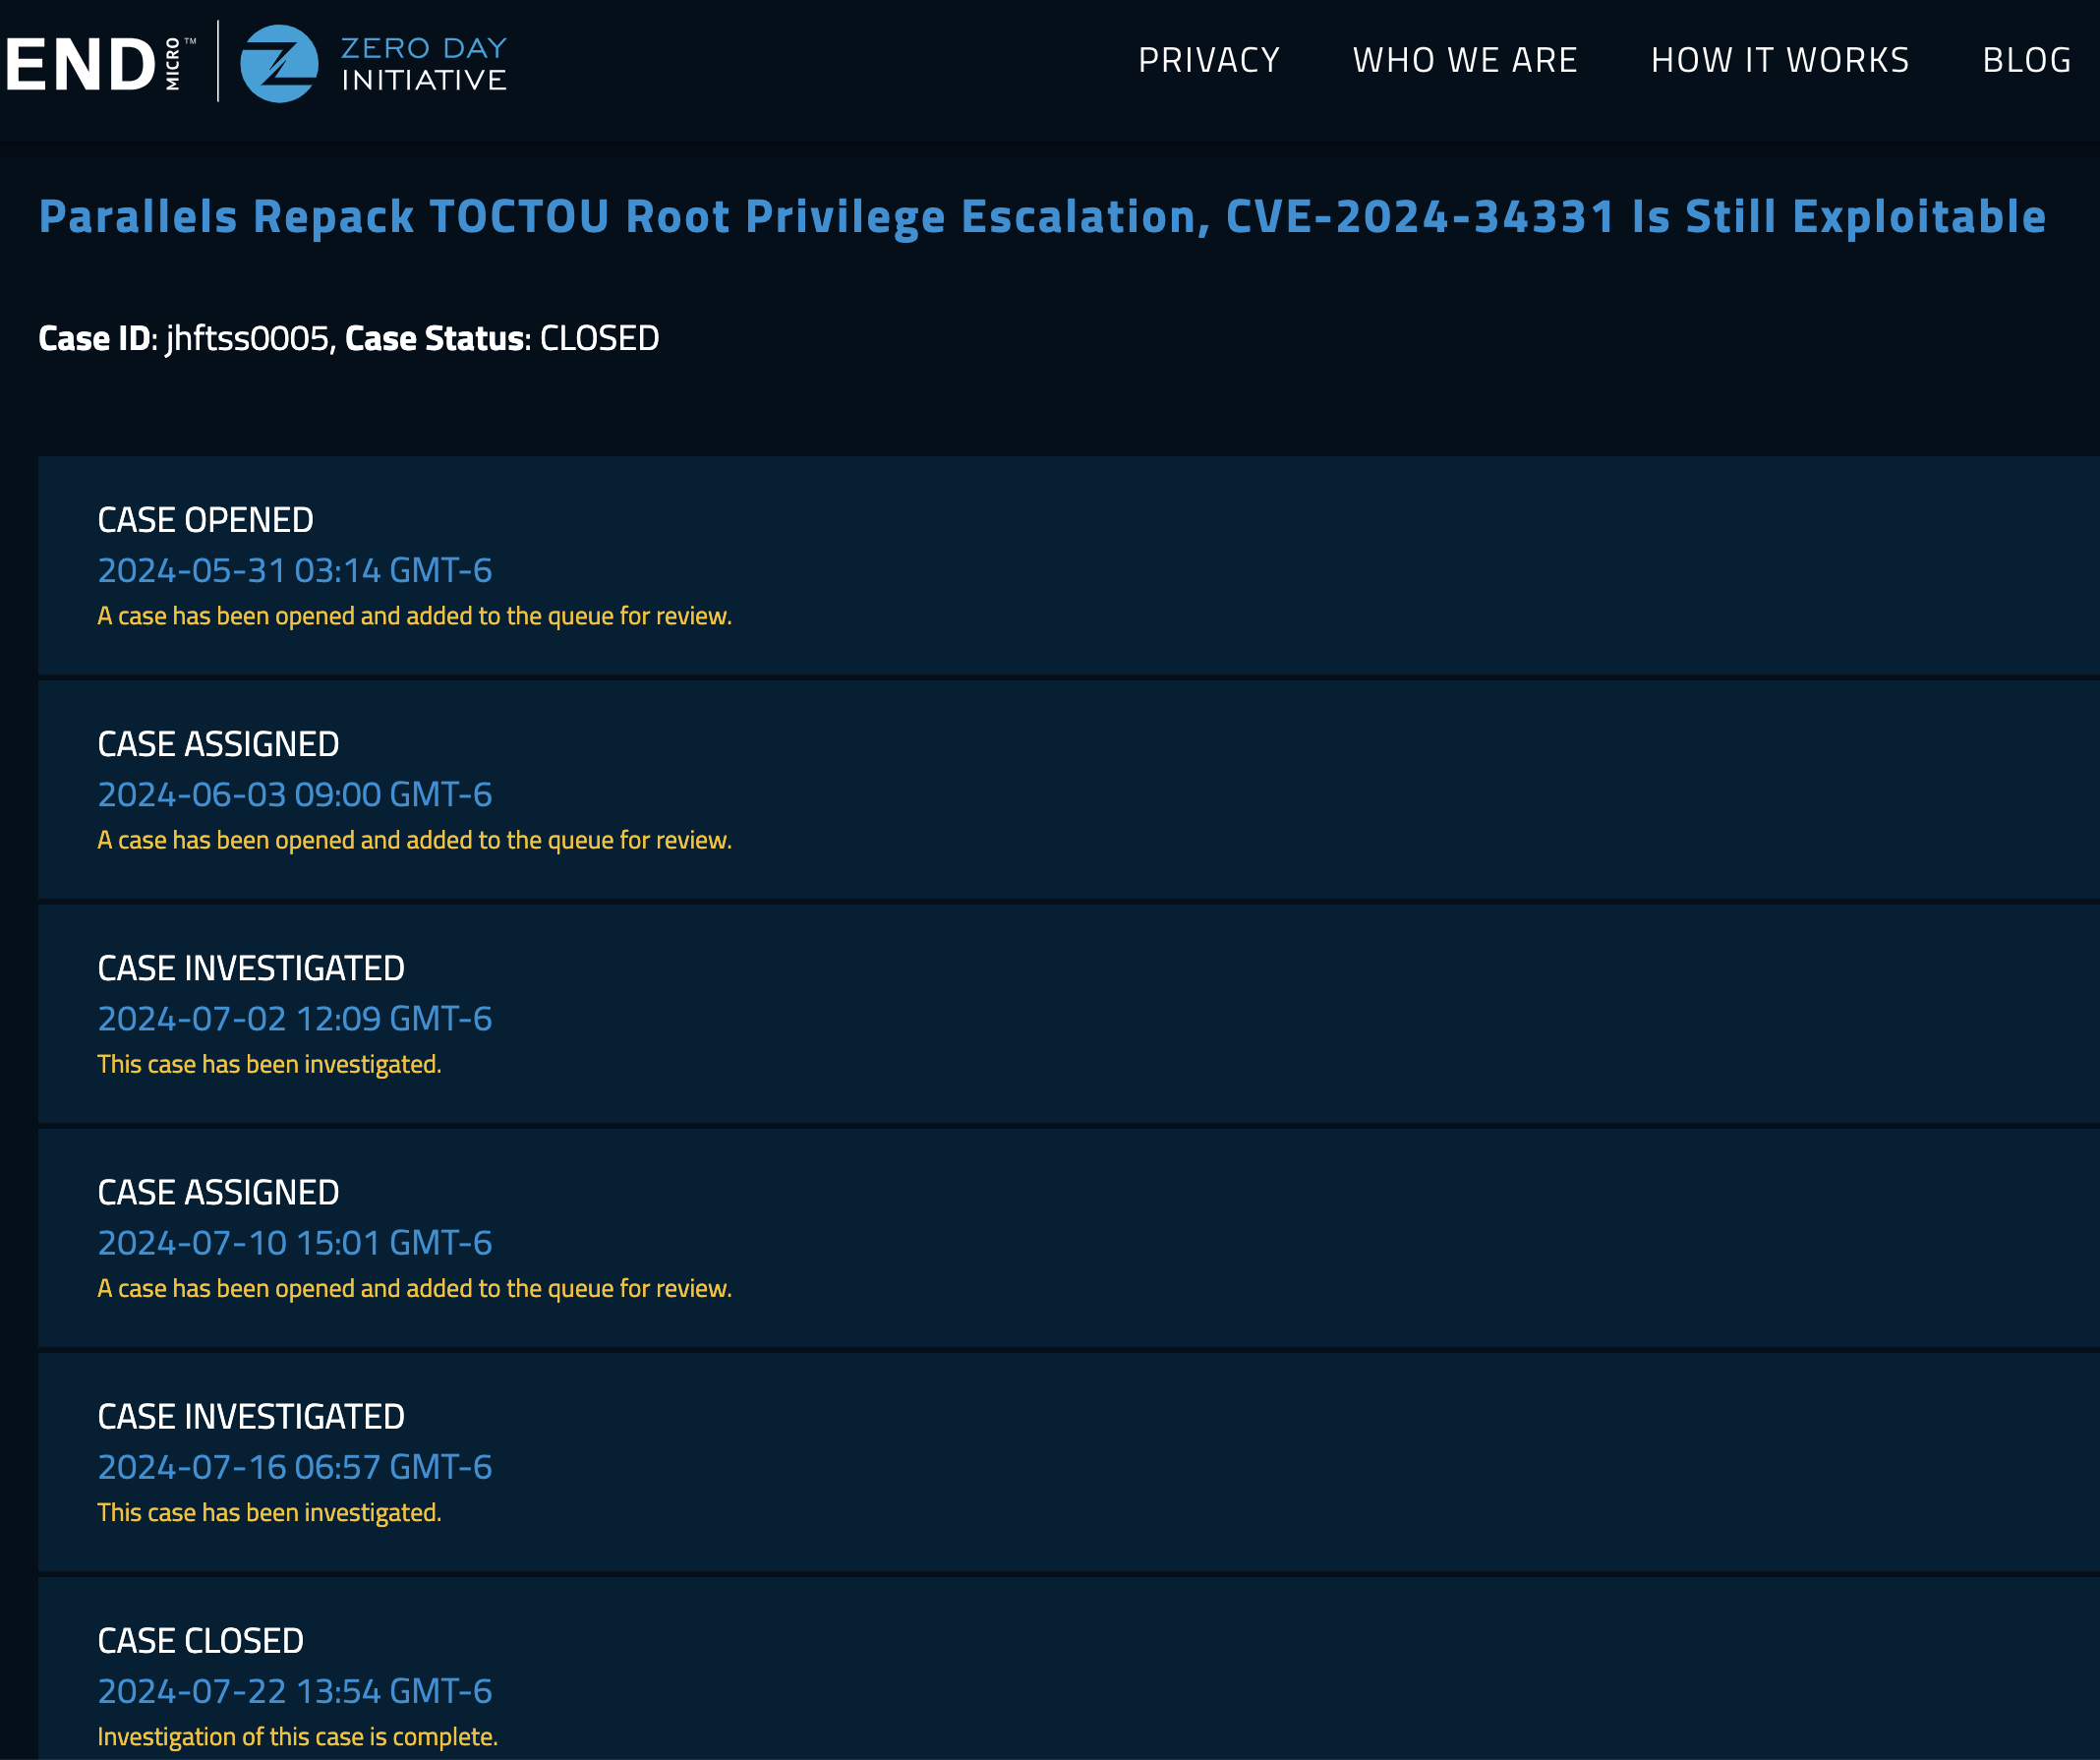 END MICRO ™ ZERO DAY INITIATIVE
PRIVACY WHO WE ARE HOW IT WORKS BLOG
Parallels Repack TOCTOU Root Privilege Escalation, CVE-2024-34331 Is Still Exploitable
Case ID: jhftss0005, Case Status: CLOSED
CASE OPENED
2024-05-31 03:14 GMT-6
A case has been opened and added to the queue for review.
CASE ASSIGNED
2024-06-03 09:00 GMT-6
A case has been opened and added to the queue for review.
CASE INVESTIGATED
2024-07-02 12:09 GMT-6
This case has been investigated.
CASE ASSIGNED
2024-07-10 15:01 GMT-6
A case has been opened and added to the queue for review.
CASE INVESTIGATED
2024-07-16 06:57 GMT-6
This case has been investigated.
CASE CLOSED
2024-07-22 13:54 GMT-6
Investigation of this case is complete.